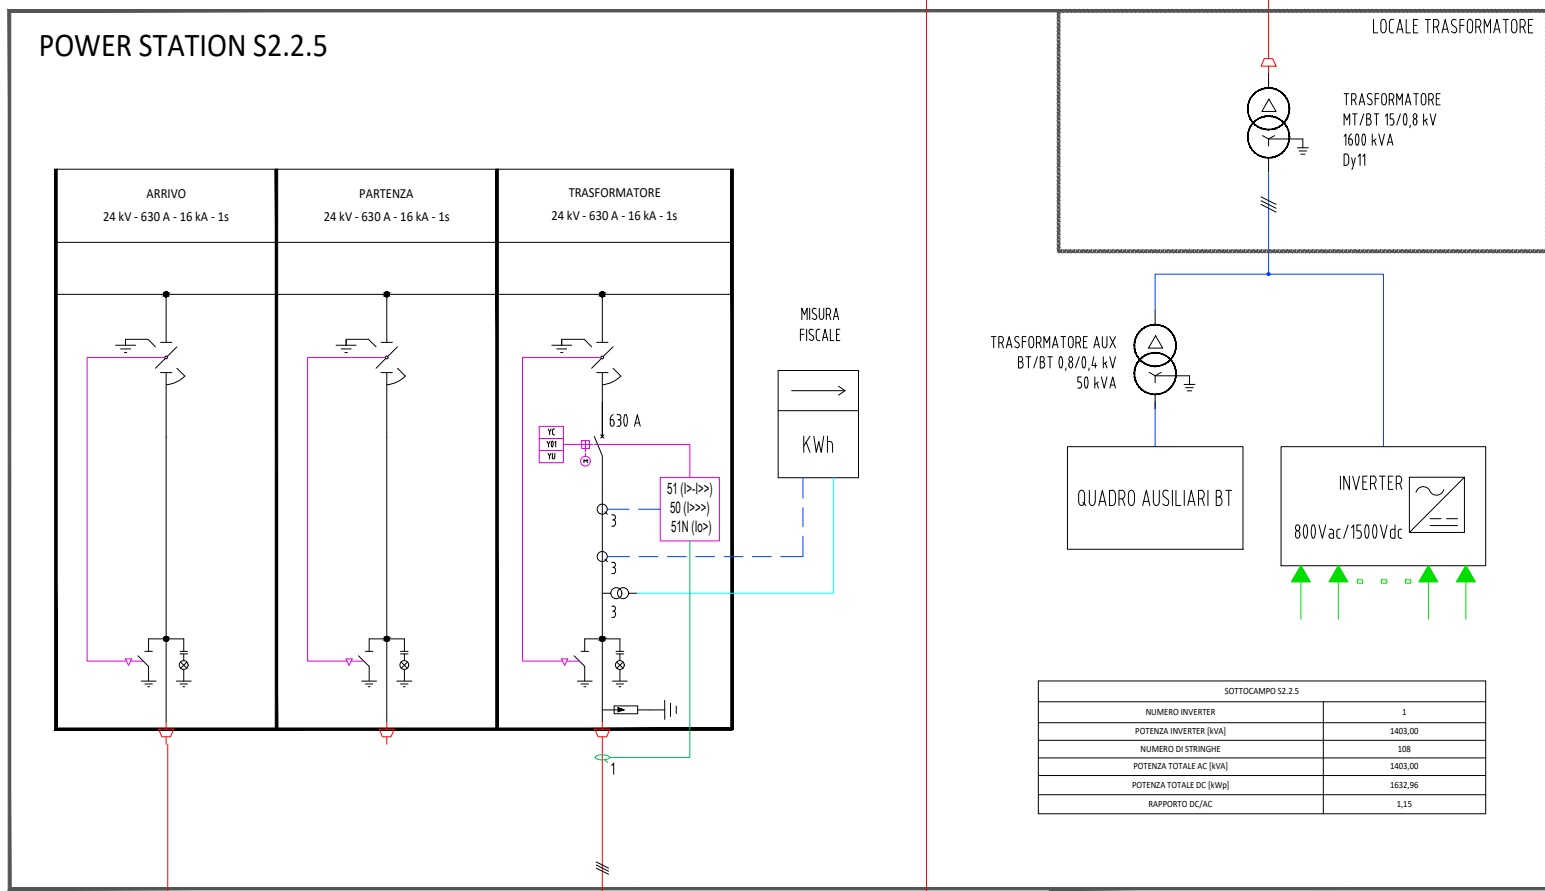 POWER STATION S2.2.5
LOCALE TRASFORMATORE
TRASFORMATORE
MT/BT 15/0,8 kV
1600 kVA
Dy11
ARRIVO
24 kV - 630 A - 16 kA - 1s
PARTENZA
24 kV - 630 A - 16 kA - 1s
TRASFORMATORE
24 kV - 630 A - 16 kA - 1s
MISURA
FISCALE
KWh
630 A
YC
YO1
YU
M
51 (I>-I>>)
50 (I>>>)
51N (Io>)
3
3
3
1
TRASFORMATORE AUX
BT/BT 0,8/0,4 kV
50 kVA
QUADRO AUSILIARI BT
INVERTER
800Vac/1500Vdc
SOTTOCAMPO S2.2.5
NUMERO INVERTER 1
POTENZA INVERTER [kVA] 1403,00
NUMERO DI STRINGHE 108
POTENZA TOTALE AC [kVA] 1403,00
POTENZA TOTALE DC [kWp] 1632,96
RAPPORTO DC/AC 1,15